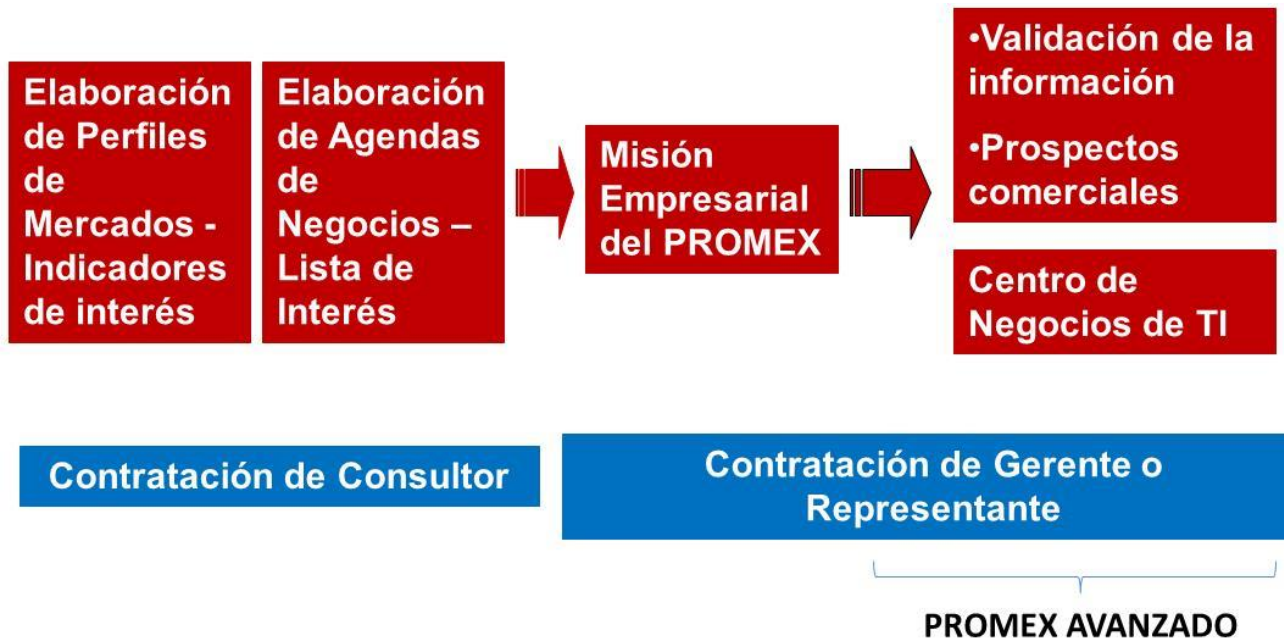 Elaboración
de Perfiles
de
Mercados -
Indicadores
de interés
Elaboración
de Agendas
de
Negocios –
Lista de
Interés
Misión
Empresarial
del PROMEX
•Validación de la
información
•Prospectos
comerciales
Centro de
Negocios de TI
Contratación de Consultor
Contratación de Gerente o
Representante
PROMEX AVANZADO